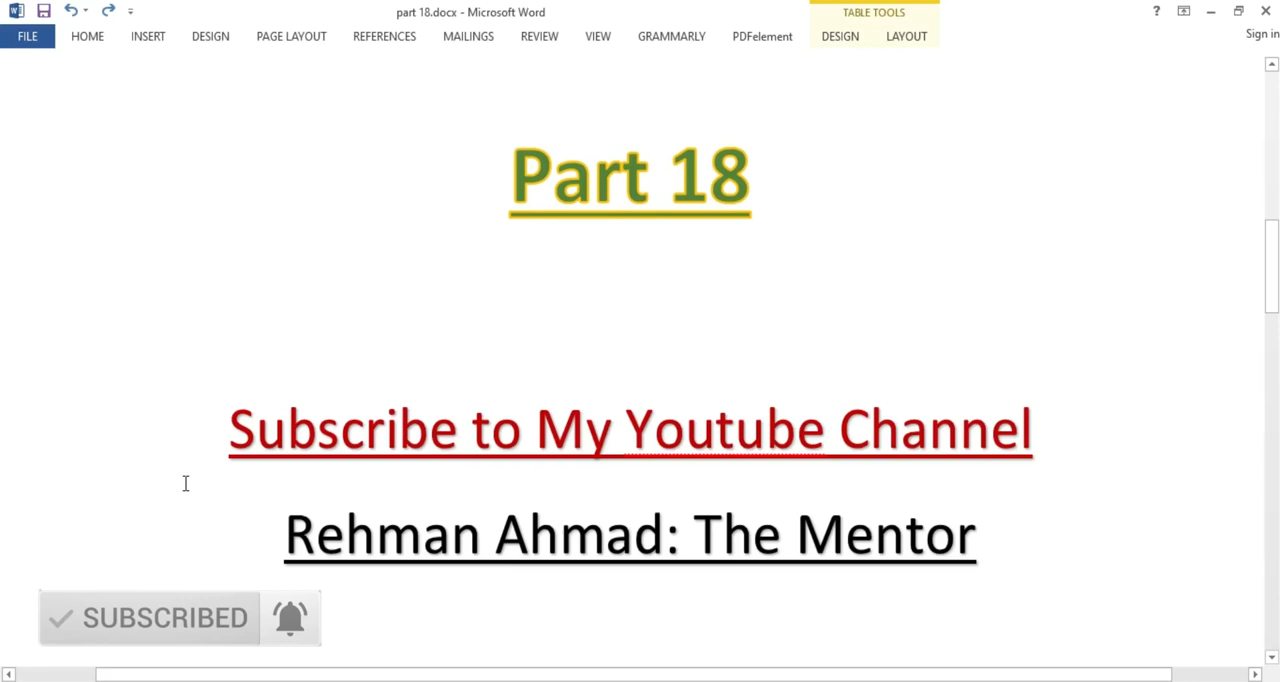 part 18.docx - Microsoft Word
TABLE TOOLS
?
FILE HOME INSERT DESIGN PAGE LAYOUT REFERENCES MAILINGS REVIEW VIEW GRAMMARLY PDFelement DESIGN LAYOUT
Sign in
Part 18
Subscribe to My Youtube Channel
Rehman Ahmad: The Mentor
SUBSCRIBED